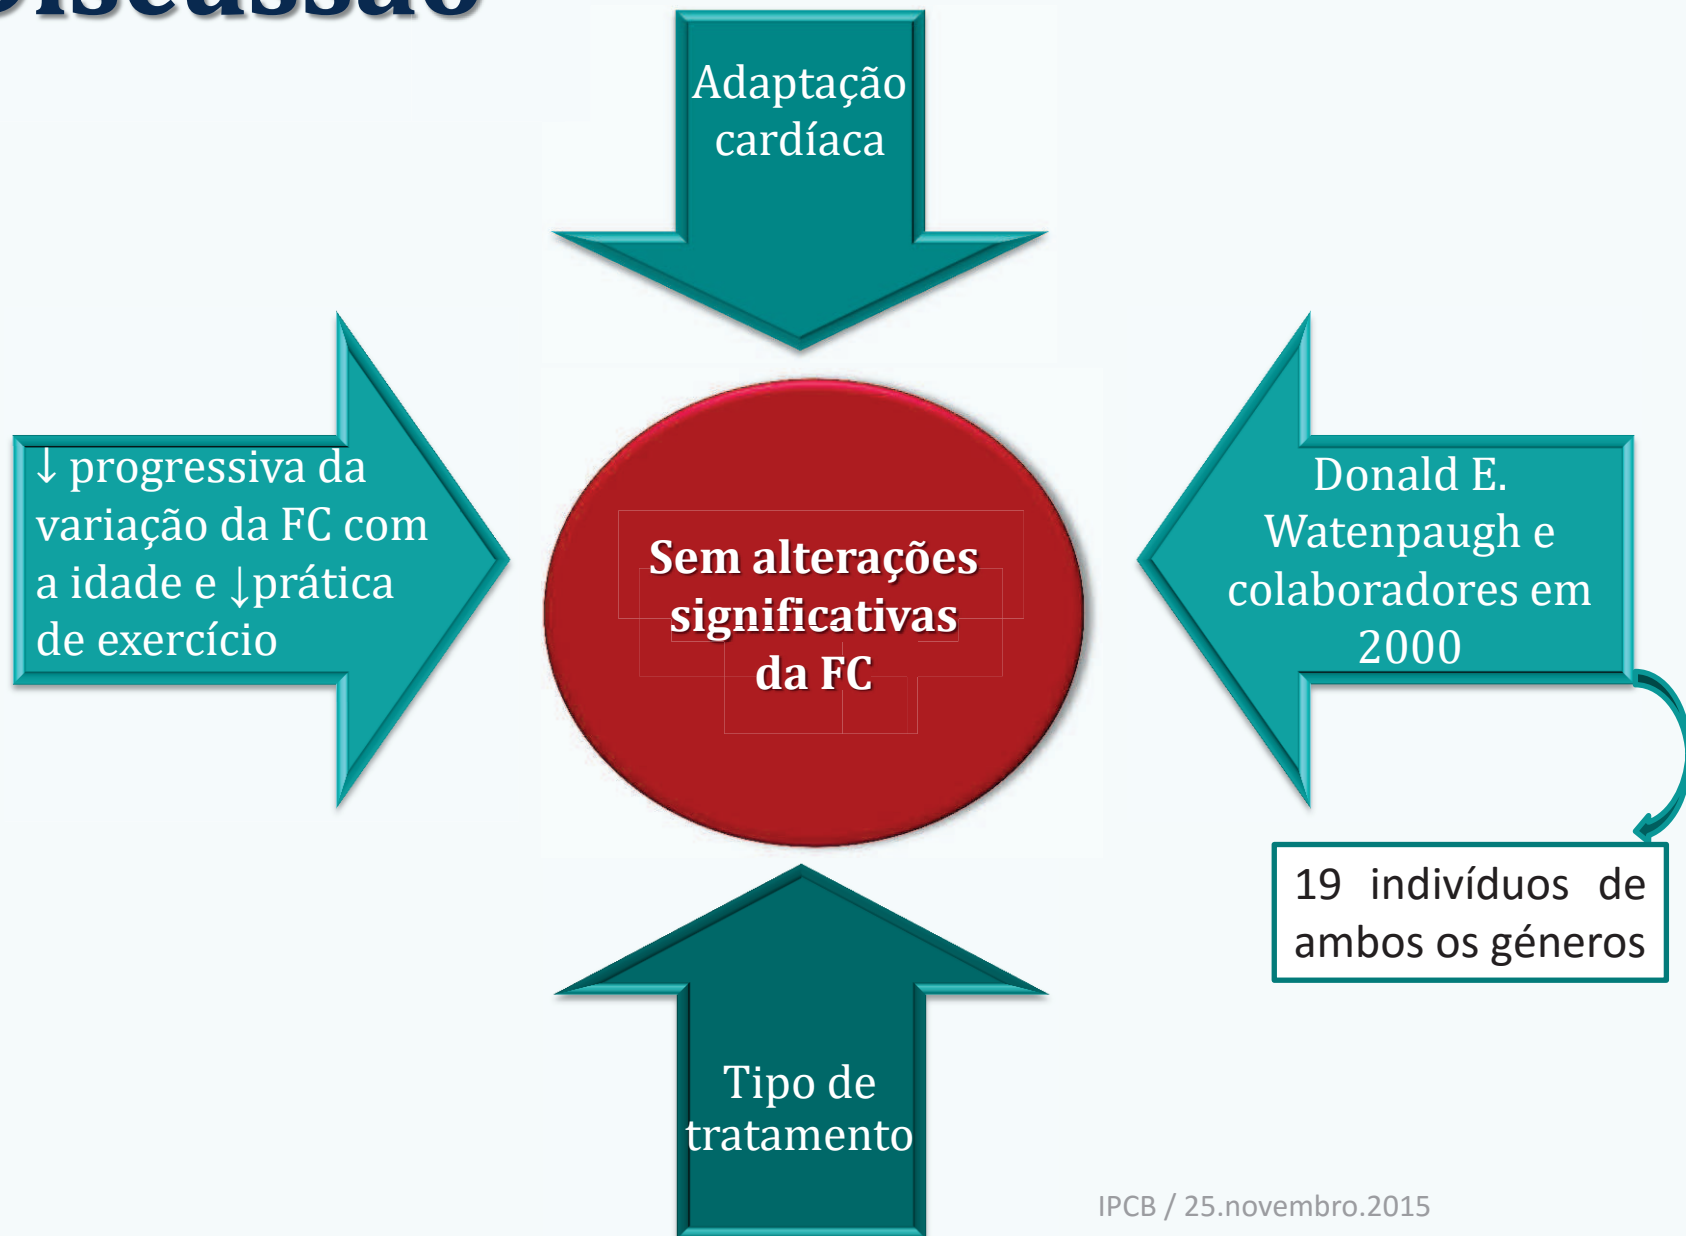 Discussão
Adaptação
cardíaca
↓ progressiva da
variação da FC com
a idade e ↓prática
de exercício
Sem alterações
significativas
da FC
Donald E.
Watenpaugh e
colaboradores em
2000
19 indivíduos de
ambos os géneros
Tipo de
tratamento
IPCB / 25.novembro.2015